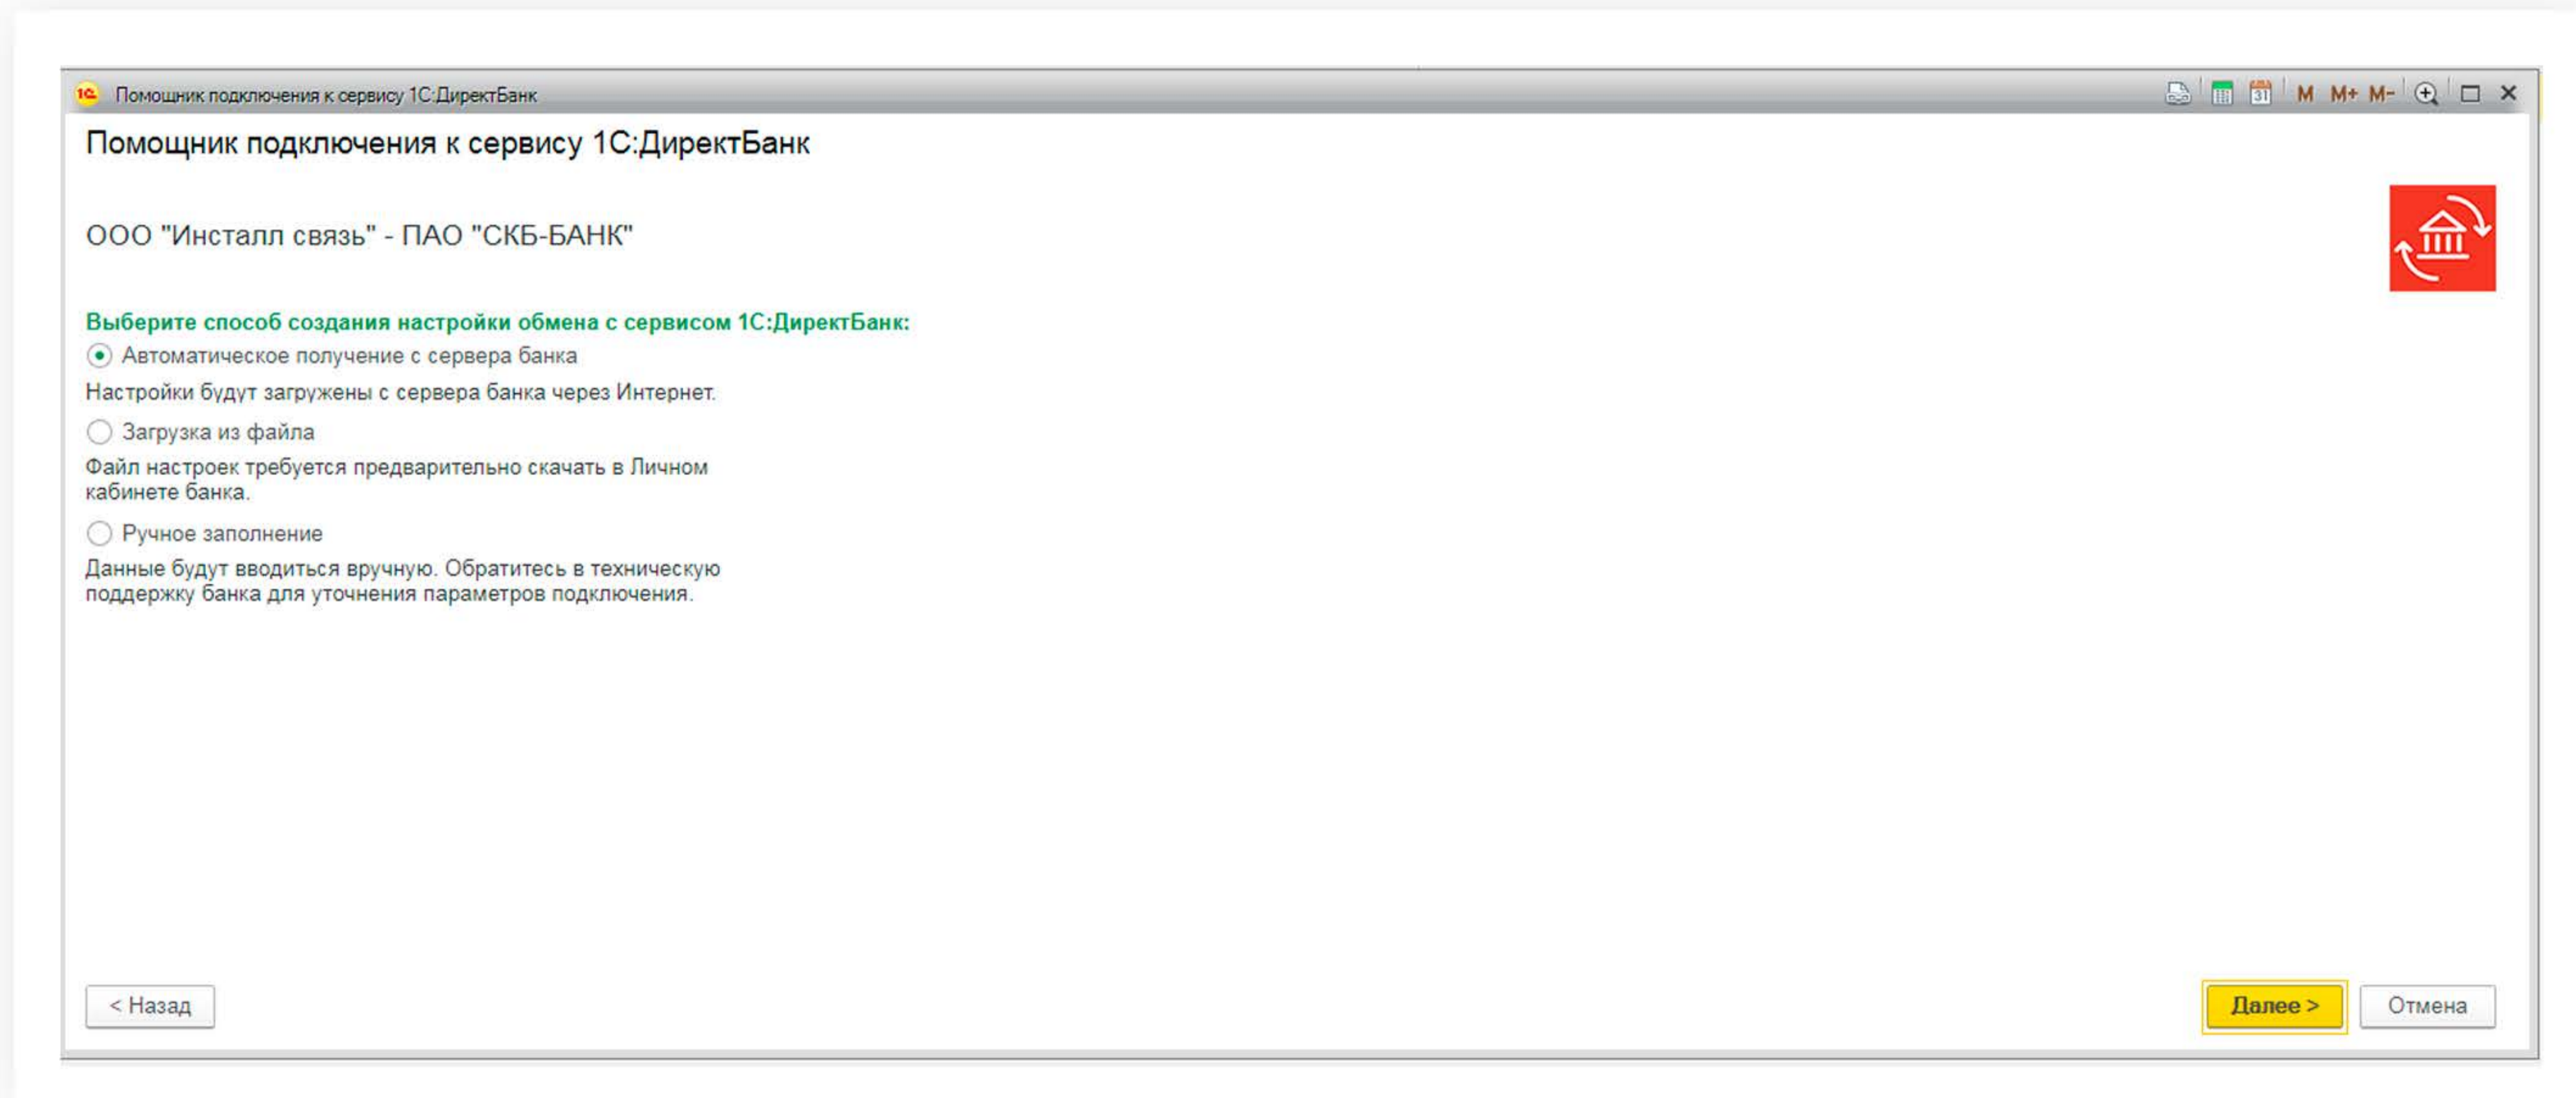 1С Помощник подключения к сервису 1С:ДиректБанк 31 M M+ M-
Помощник подключения к сервису 1С:ДиректБанк
ООО "Инсталл связь" - ПАО "СКБ-БАНК"
Выберите способ создания настройки обмена с сервисом 1С:ДиректБанк:
Автоматическое получение с сервера банка
Настройки будут загружены с сервера банка через Интернет.
Загрузка из файла
Файл настроек требуется предварительно скачать в Личном
кабинете банка.
Ручное заполнение
Данные будут вводиться вручную. Обратитесь в техническую
поддержку банка для уточнения параметров подключения.
< Назад Далее > Отмена